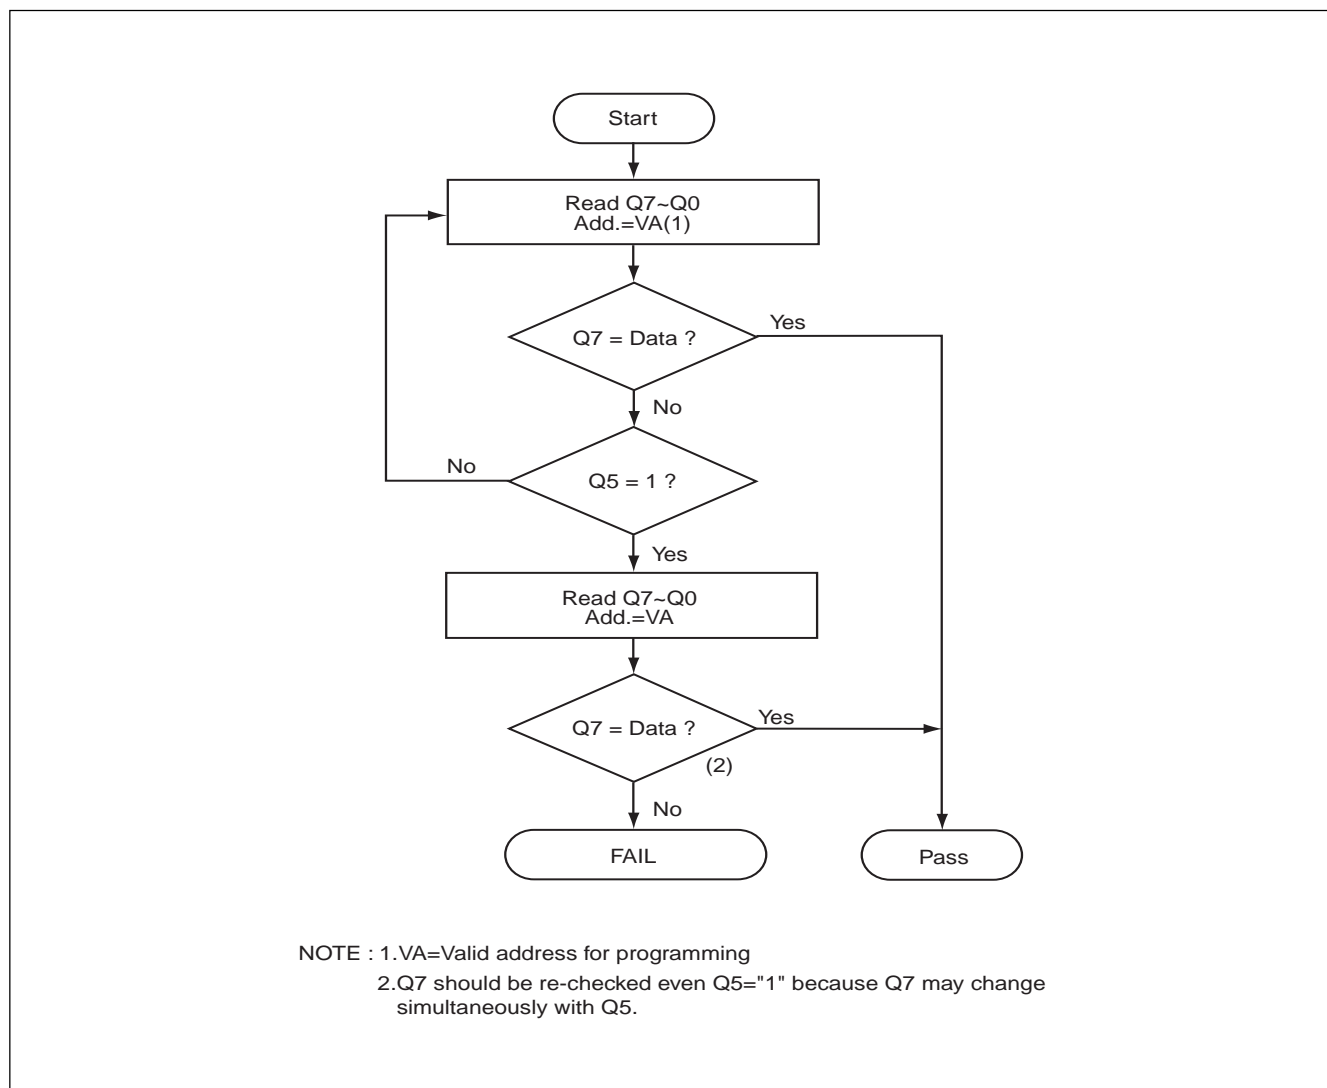 Start
Read Q7~Q0
Add.=VA(1)
Q7 = Data ?
Yes
No
No
Q5 = 1 ?
Yes
Read Q7~Q0
Add.=VA
Q7 = Data ?
Yes
(2)
No
FAIL
Pass
NOTE : 1.VA=Valid address for programming
2.Q7 should be re-checked even Q5="1" because Q7 may change
simultaneously with Q5.